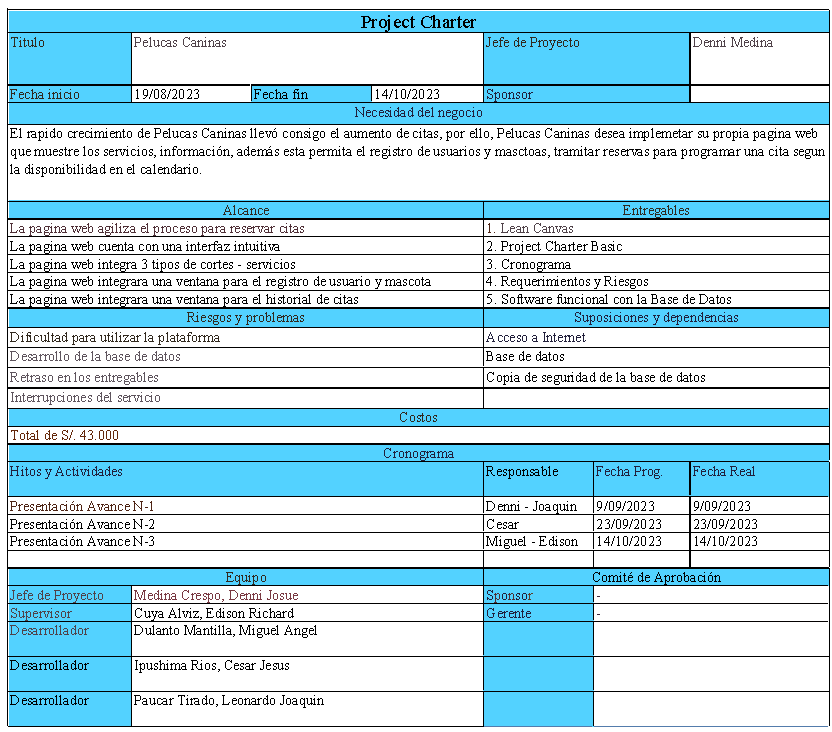 Project Charter
Titulo Pelucas Caninas Jefe de Proyecto Denni Medina
Fecha inicio 19/08/2023 Fecha fin 14/10/2023 Sponsor
Necesidad del negocio
El rapido crecimiento de Pelucas Caninas llevó consigo el aumento de citas, por ello, Pelucas Caninas desea implemetar su propia pagina web
que muestre los servicios, información, además esta permita el registro de usuarios y masctoas, tramitar reservas para programar una cita segun
la disponibilidad en el calendario.
Alcance Entregables
La pagina web agiliza el proceso para reservar citas 1. Lean Canvas
La pagina web cuenta con una interfaz intuitiva 2. Project Charter Basic
La pagina web integra 3 tipos de cortes - servicios 3. Cronograma
La pagina web integrara una ventana para el registro de usuario y mascota 4. Requerimientos y Riesgos
La pagina web integrara una ventana para el historial de citas 5. Software funcional con la Base de Datos
Riesgos y problemas Suposiciones y dependencias
Dificultad para utilizar la plataforma Acceso a Internet
Desarrollo de la base de datos Base de datos
Retraso en los entregables Copia de seguridad de la base de datos
Interrupciones del servicio
Costos
Total de S/. 43.000
Cronograma
Hitos y Actividades Responsable Fecha Prog. Fecha Real
Presentación Avance N-1 Denni - Joaquin 9/09/2023 9/09/2023
Presentación Avance N-2 Cesar 23/09/2023 23/09/2023
Presentación Avance N-3 Miguel - Edison 14/10/2023 14/10/2023
Equipo Comité de Aprobación
Jefe de Proyecto Medina Crespo, Denni Josue Sponsor -
Supervisor Cuya Alviz, Edison Richard Gerente -
Desarrollador Dulanto Mantilla, Miguel Angel
Desarrollador Ipushima Rios, Cesar Jesus
Desarrollador Paucar Tirado, Leonardo Joaquin